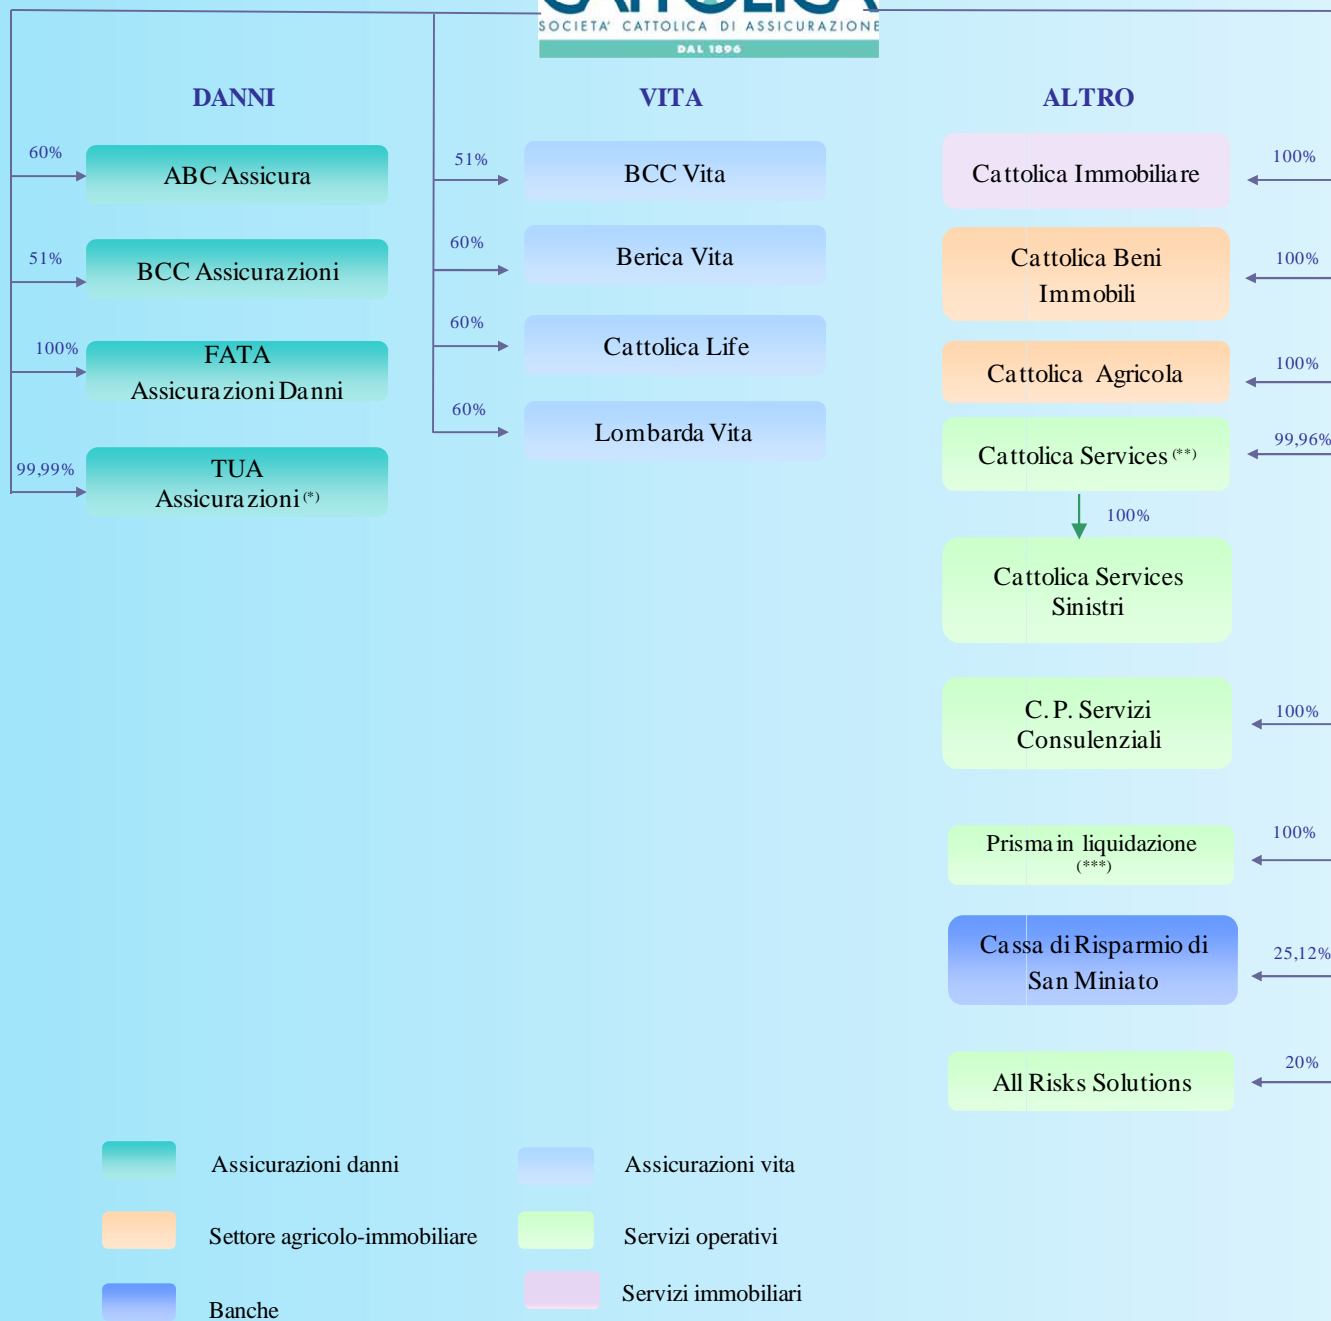 CATTOLICA
SOCIETA' CATTOLICA DI ASSICURAZIONE
DAL 1896
DANNI
60%
ABC Assicura
51%
BCC Assicurazioni
100%
FATA
Assicurazioni Danni
99,99%
TUA
Assicurazioni (*)
VITA
51%
BCC Vita
60%
Berica Vita
60%
Cattolica Life
60%
Lombarda Vita
ALTRO
Cattolica Immobiliare
100%
Cattolica Beni
Immobili
100%
Cattolica Agricola
100%
Cattolica Services (**)
99,96%
100%
Cattolica Services
Sinistri
C.P. Servizi
Consulenziali
100%
Prisma in liquidazione
(***)
100%
Cassa di Risparmio di
San Miniato
25,12%
All Risks Solutions
20%
Assicurazioni danni
Assicurazioni vita
Settore agricolo-immobiliare
Servizi operativi
Banche
Servizi immobiliari